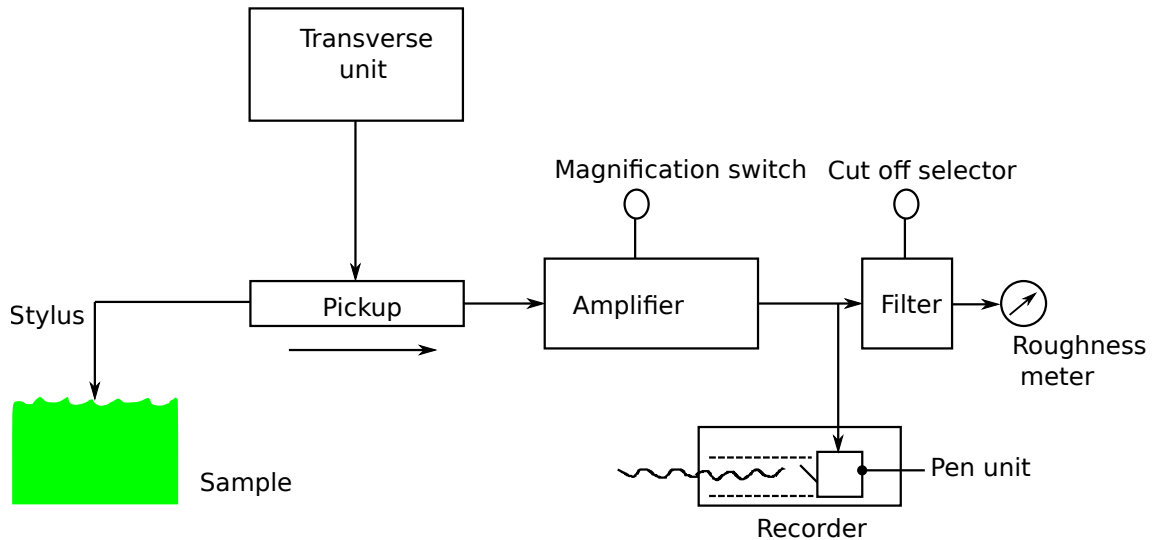 Transverse
unit
Magnification switch
Cut off selector
Stylus
Pickup
Amplifier
Filter
Roughness
meter
Sample
Pen unit
Recorder